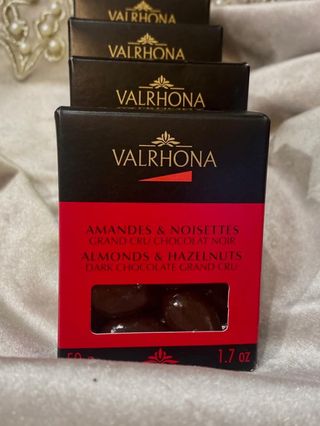 VALRHONA
VALRHONA
VALRHONA
VALRHONA
AMANDES & NOISETTES
GRAND CRU CHOCOLAT NOIR
ALMONDS & HAZELNUTS
DARK CHOCOLATE GRAND CRU
50 g 1.7 oz